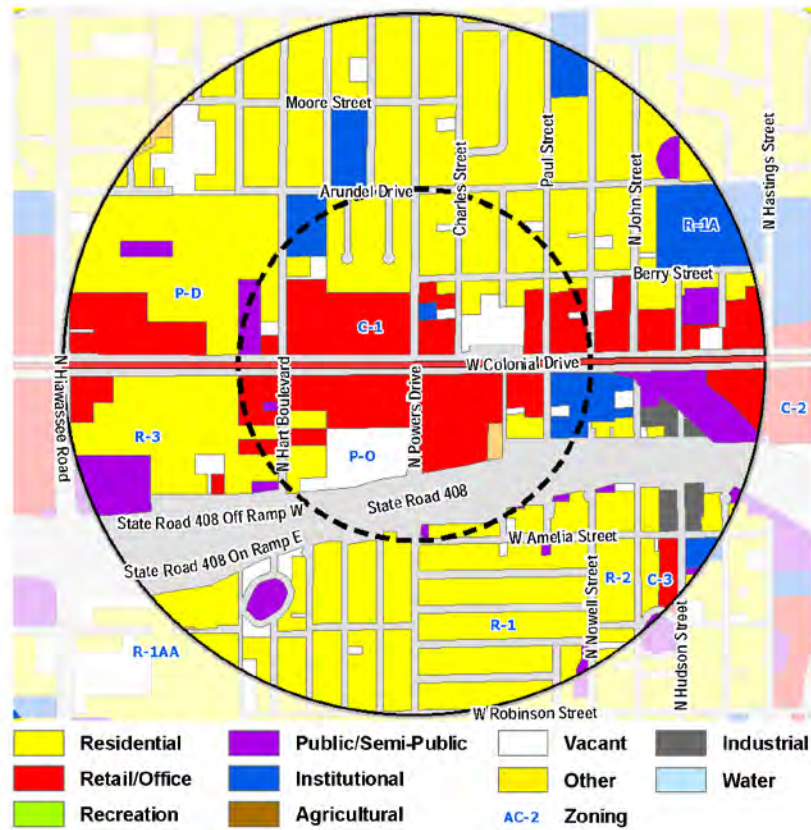 Moore Street
Arundel Drive
Charles Street
Paul Street
N John Street
N Hastings Street
R-1A
Berry Street
P-D
C-1
W Colonial Drive
N Hiawassee Road
N Hart Boulevard
N Powers Drive
C-2
R-3
P-O
State Road 408 Off Ramp W
State Road 408
State Road 408 On Ramp E
W Amelia Street
R-2
C-3
R-1
N Nowell Street
N Hudson Street
R-1AA
W Robinson Street
Residential
Public/Semi-Public
Vacant
Industrial
Retail/Office
Institutional
Other
Water
Recreation
Agricultural
AC-2
Zoning